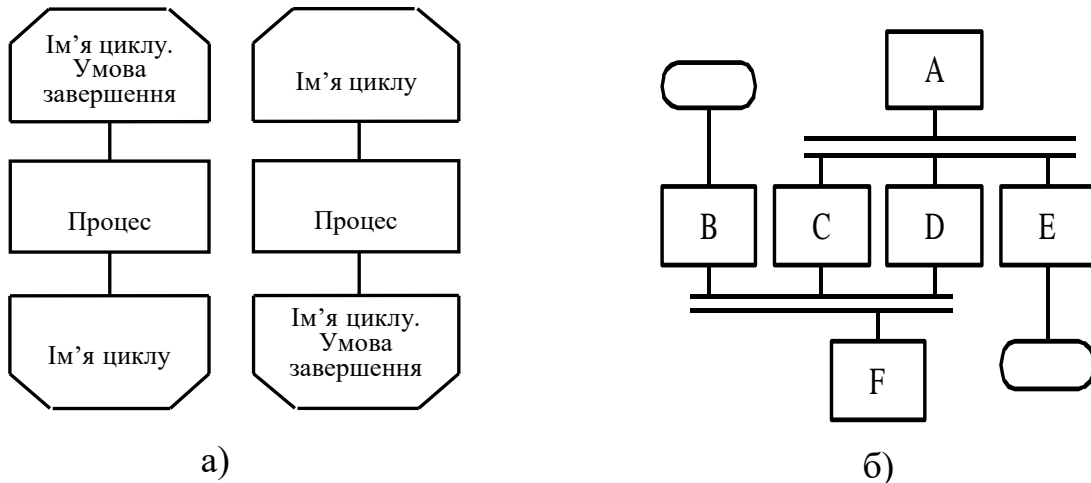 Ім’я циклу.
Умова
завершення
Процес
Ім’я циклу
Ім’я циклу
Процес
Ім’я циклу.
Умова
завершення
а)
A
B
C
D
E
F
б)